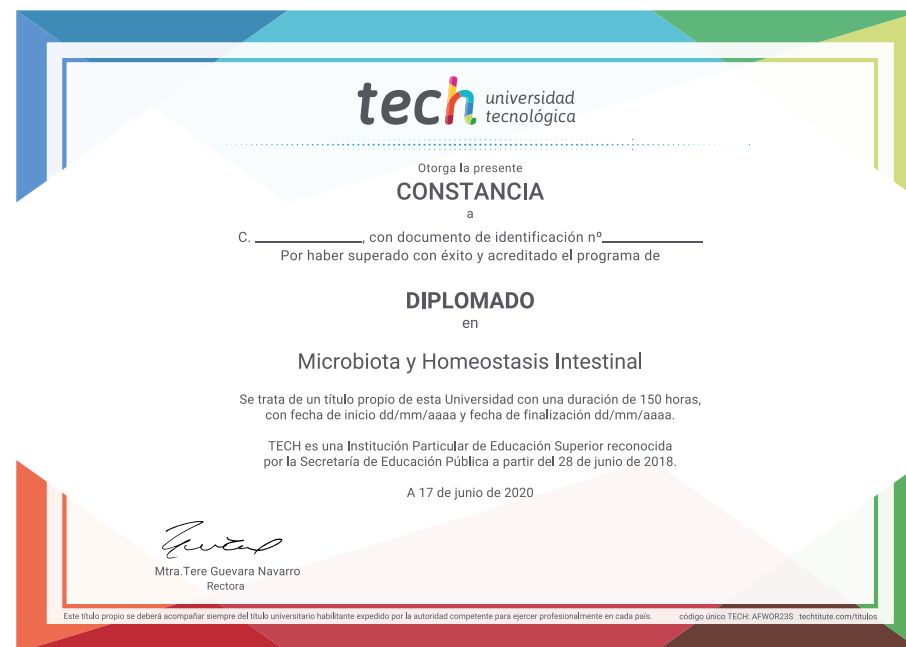 tech universidad
tecnológica
Otorga la presente
CONSTANCIA
a
C. ____________, con documento de identificación nº____________
Por haber superado con éxito y acreditado el programa de
DIPLOMADO
en
Microbiota y Homeostasis Intestinal
Se trata de un título propio de esta Universidad con una duración de 150 horas,
con fecha de inicio dd/mm/aaaa y fecha de finalización dd/mm/aaaa.
TECH es una Institución Particular de Educación Superior reconocida
por la Secretaría de Educación Pública a partir del 28 de junio de 2018.
A 17 de junio de 2020
Mtra.Tere Guevara Navarro
Rectora
Este título propio se deberá acompañar siempre del título universitario habilitante expedido por la autoridad competente para ejercer profesionalmente en cada país. código único TECH: AFWOR23S techtitute.com/titulos